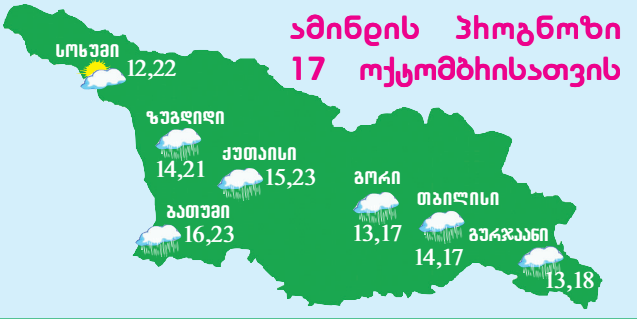 ამინდის პროგნოზი
17 ოქტომბრისათვის
სოხუმი
12,22
ზუგდიდი
14,21
ქუთაისი
15,23
ბათუმი
16,23
გორი
13,17
თბილისი
14,17
გურჯაანი
13,18